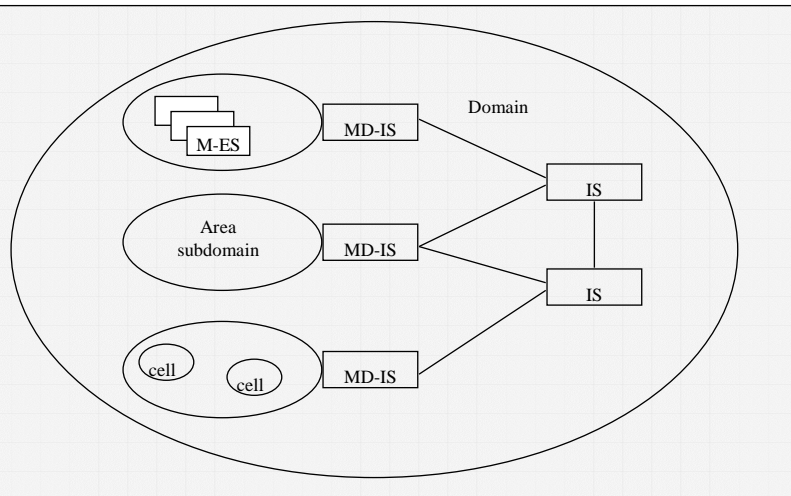 Domain
MD-IS
M-ES
IS
Area
subdomain
MD-IS
IS
cell
cell
MD-IS